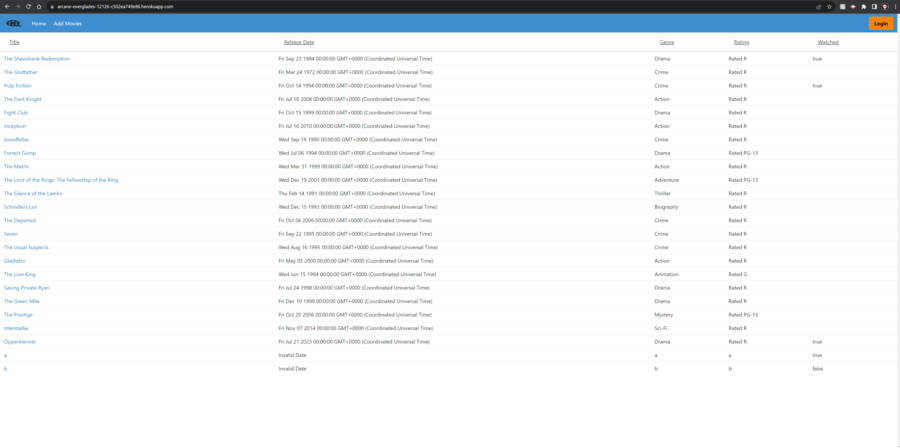 arcane-everglades-12126-c502ea749e86.herokuapp.com
Home Add Movies Login
Title Release Date Genre Rating Watched
The Shawshank Redemption Fri Sep 23 1994 00:00:00 GMT+0000 (Coordinated Universal Time) Drama Rated R true
The Godfather Fri Mar 24 1972 00:00:00 GMT+0000 (Coordinated Universal Time) Crime Rated R
Pulp Fiction Fri Oct 14 1994 00:00:00 GMT+0000 (Coordinated Universal Time) Crime Rated R true
The Dark Knight Fri Jul 18 2008 00:00:00 GMT+0000 (Coordinated Universal Time) Action Rated R
Fight Club Fri Oct 15 1999 00:00:00 GMT+0000 (Coordinated Universal Time) Drama Rated R
Inception Fri Jul 16 2010 00:00:00 GMT+0000 (Coordinated Universal Time) Action Rated R
Goodfellas Wed Sep 19 1990 00:00:00 GMT+0000 (Coordinated Universal Time) Crime Rated R
Forrest Gump Wed Jul 06 1994 00:00:00 GMT+0000 (Coordinated Universal Time) Drama Rated PG-13
The Matrix Wed Mar 31 1999 00:00:00 GMT+0000 (Coordinated Universal Time) Action Rated R
The Lord of the Rings: The Fellowship of the Ring Wed Dec 19 2001 00:00:00 GMT+0000 (Coordinated Universal Time) Adventure Rated PG-13
The Silence of the Lambs Thu Feb 14 1991 00:00:00 GMT+0000 (Coordinated Universal Time) Thriller Rated R
Schindlers List Wed Dec 15 1993 00:00:00 GMT+0000 (Coordinated Universal Time) Biography Rated R
The Departed Fri Oct 06 2006 00:00:00 GMT+0000 (Coordinated Universal Time) Crime Rated R
Seven Fri Sep 22 1995 00:00:00 GMT+0000 (Coordinated Universal Time) Crime Rated R
The Usual Suspects Wed Aug 16 1995 00:00:00 GMT+0000 (Coordinated Universal Time) Crime Rated R
Gladiator Fri May 05 2000 00:00:00 GMT+0000 (Coordinated Universal Time) Action Rated R
The Lion King Wed Jun 15 1994 00:00:00 GMT+0000 (Coordinated Universal Time) Animation Rated G
Saving Private Ryan Fri Jul 24 1998 00:00:00 GMT+0000 (Coordinated Universal Time) Drama Rated R
The Green Mile Fri Dec 10 1999 00:00:00 GMT+0000 (Coordinated Universal Time) Drama Rated R
The Prestige Fri Oct 20 2006 00:00:00 GMT+0000 (Coordinated Universal Time) Mystery Rated PG-13
Interstellar Fri Nov 07 2014 00:00:00 GMT+0000 (Coordinated Universal Time) Sci-Fi Rated R
Oppenheimer Fri Jul 21 2023 00:00:00 GMT+0000 (Coordinated Universal Time) Drama Rated R true
a Invalid Date a a true
b Invalid Date b b false